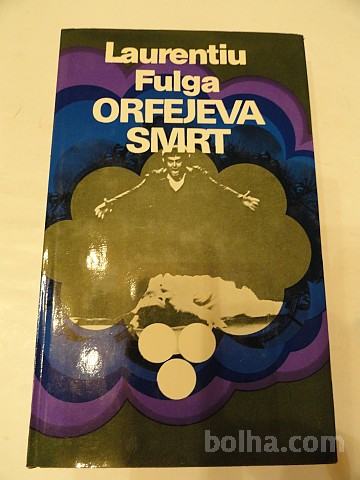 Laurentiu
Fulga
ORFEJEVA
SMRT
bolha.com